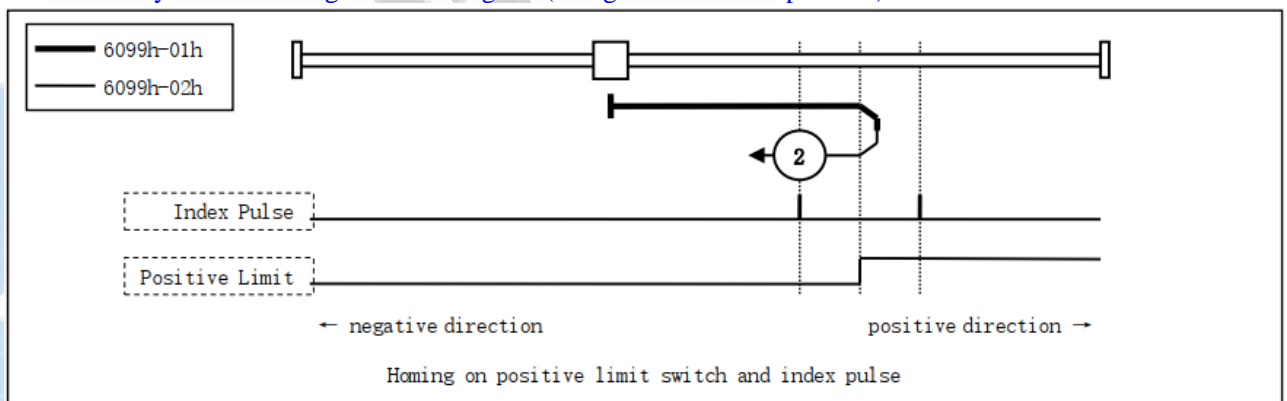 6099h-01h
6099h-02h
2
Index Pulse
Positive Limit
← negative direction
positive direction →
Homing on positive limit switch and index pulse